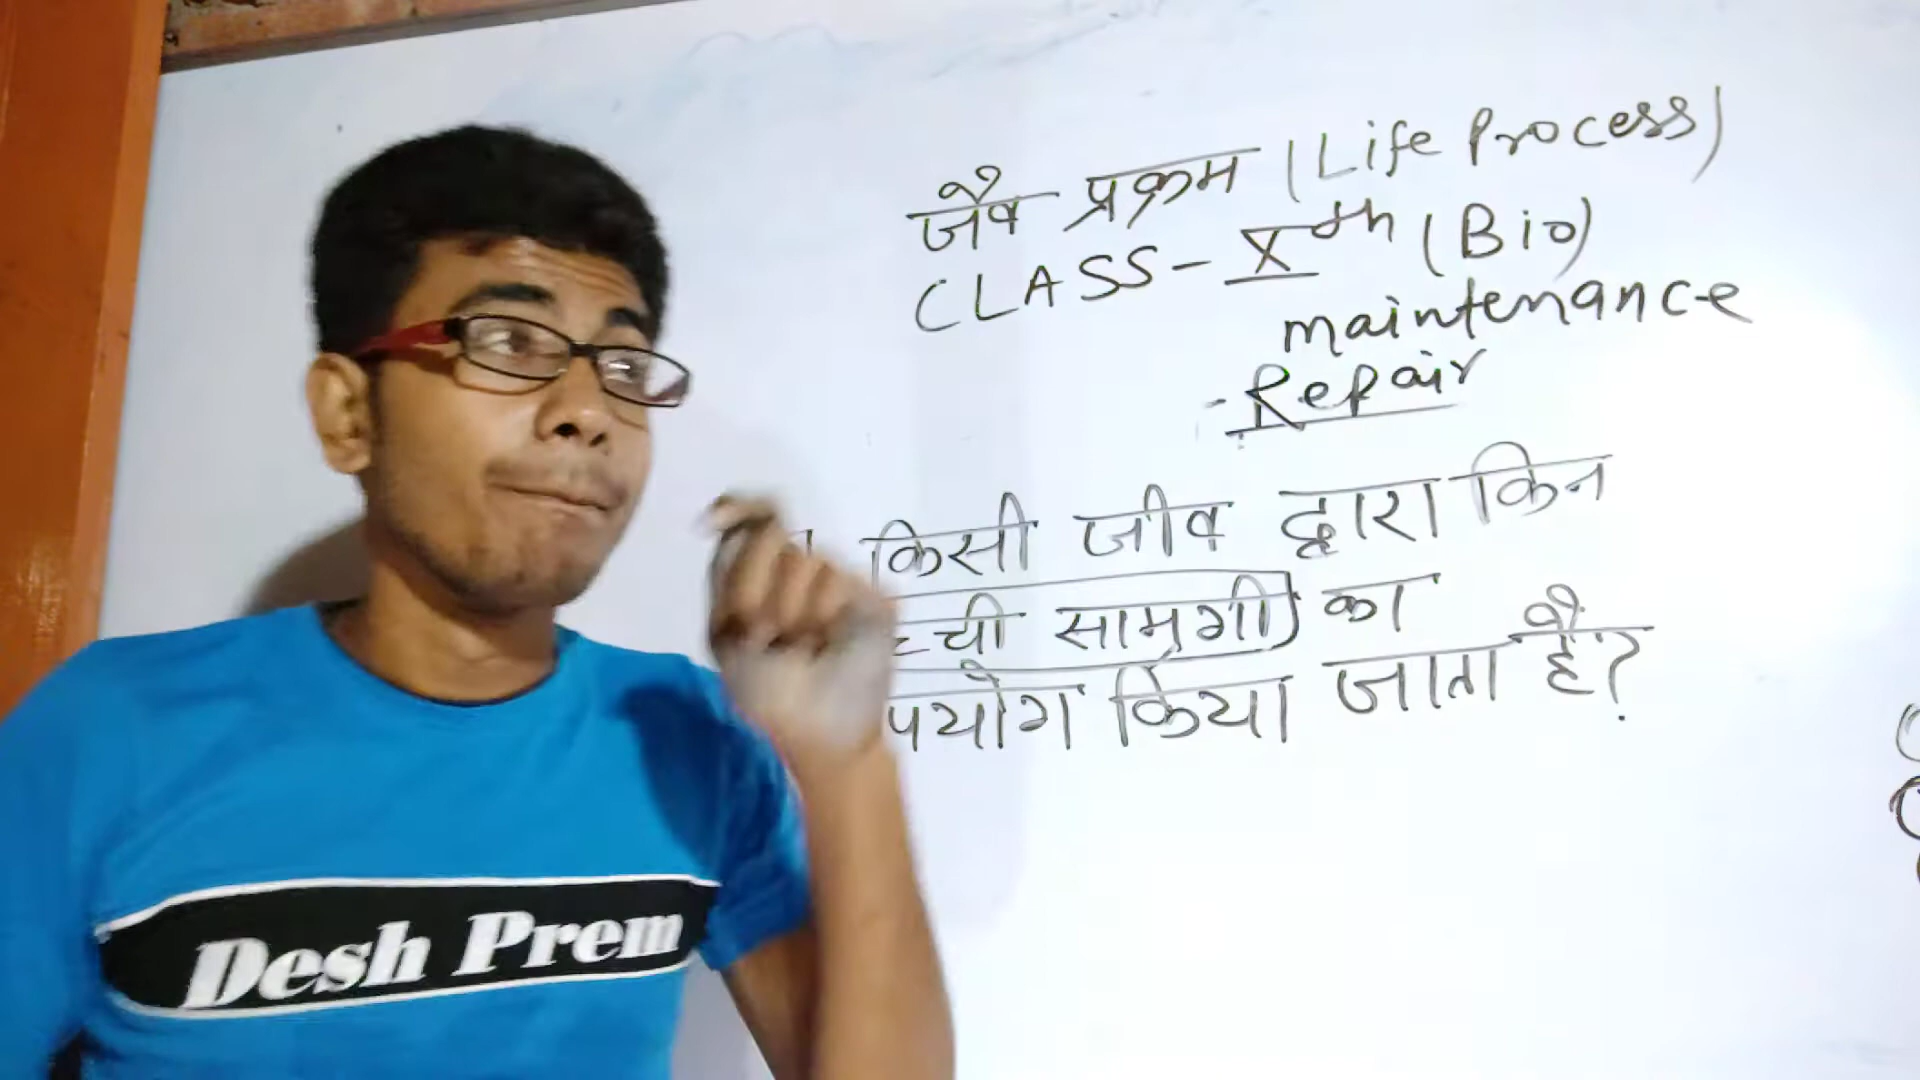 जैव प्रक्रम (Life Process)
CLASS - Xth (Bio)
maintenance
- Repair
किसी जीव द्वारा किन
च्ची सामग्री का
पयोग किया जाता है?
Desh Prem